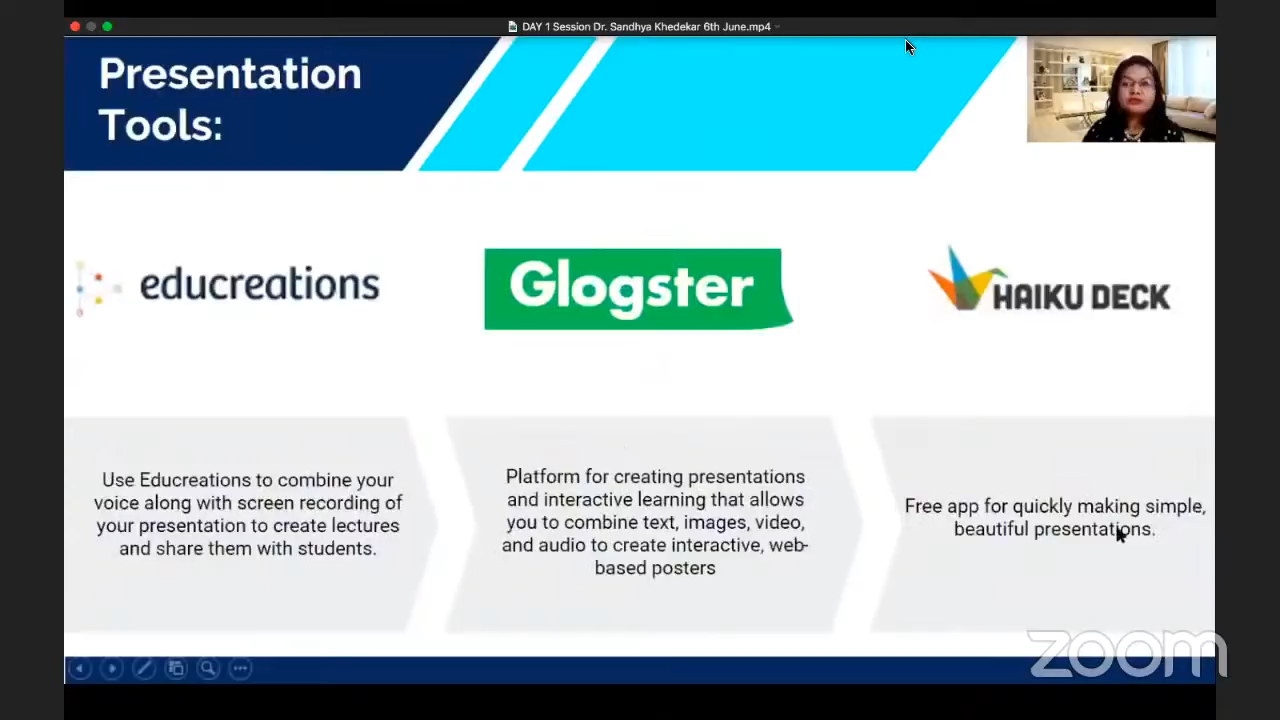 DAY 1 Session Dr. Sandhya Khedekar 6th June.mp4
Presentation
Tools:
educreations
Glogster
HAIKU DECK
Use Educreations to combine your
voice along with screen recording of
your presentation to create lectures
and share them with students.
Platform for creating presentations
and interactive learning that allows
you to combine text, images, video,
and audio to create interactive, web-
based posters
Free app for quickly making simple,
beautiful presentations.
zoom